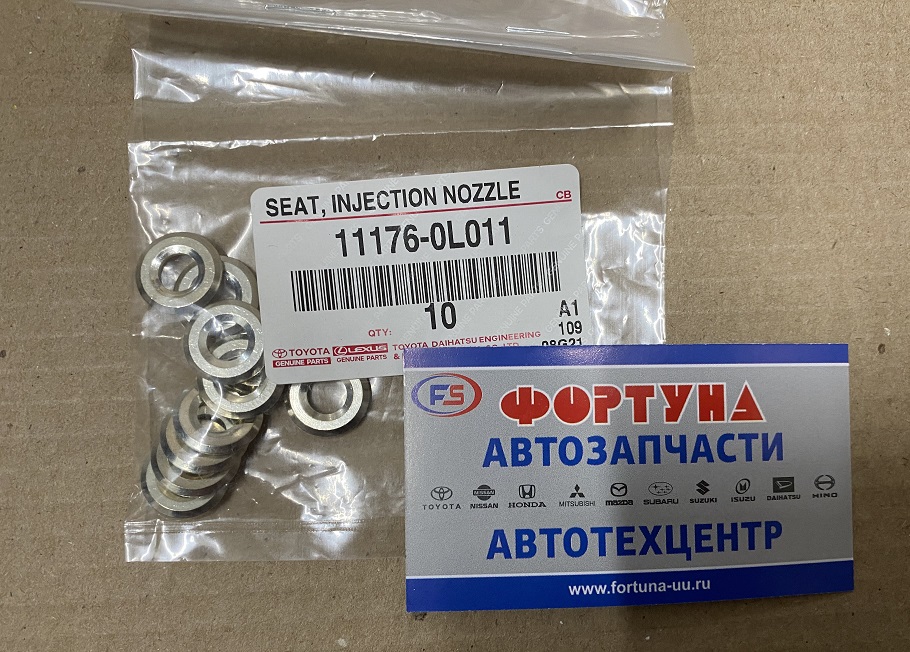 SEAT, INJECTION NOZZLE CB
11176-0L011
QTY: 10
A1
109
08G21
TOYOTA LEXUS TOYOTA DAIHATSU ENGINEERING
GENUINE PARTS GENUINE PARTS &
FS ФОРТУНА
АВТОЗАПЧАСТИ
TOYOTA NISSAN HONDA MITSUBISHI mazda SUBARU SUZUKI ISUZU DAIHATSU HINO
АВТОТЕХЦЕНТР
www.fortuna-uu.ru